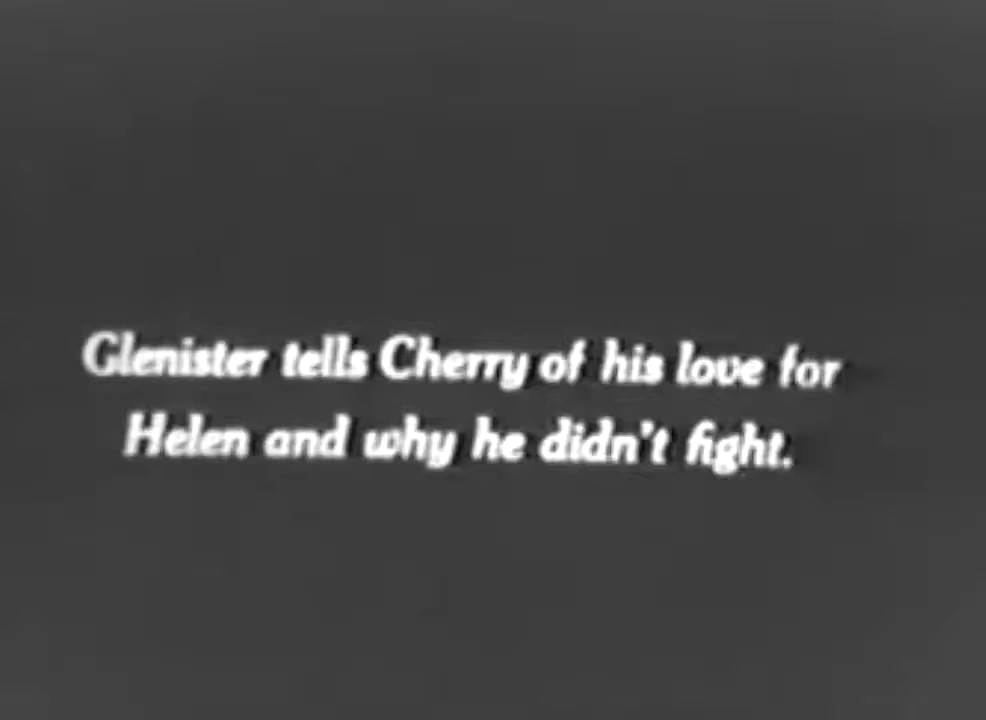 Glenister tells Cherry of his love for
Helen and why he didn't fight.